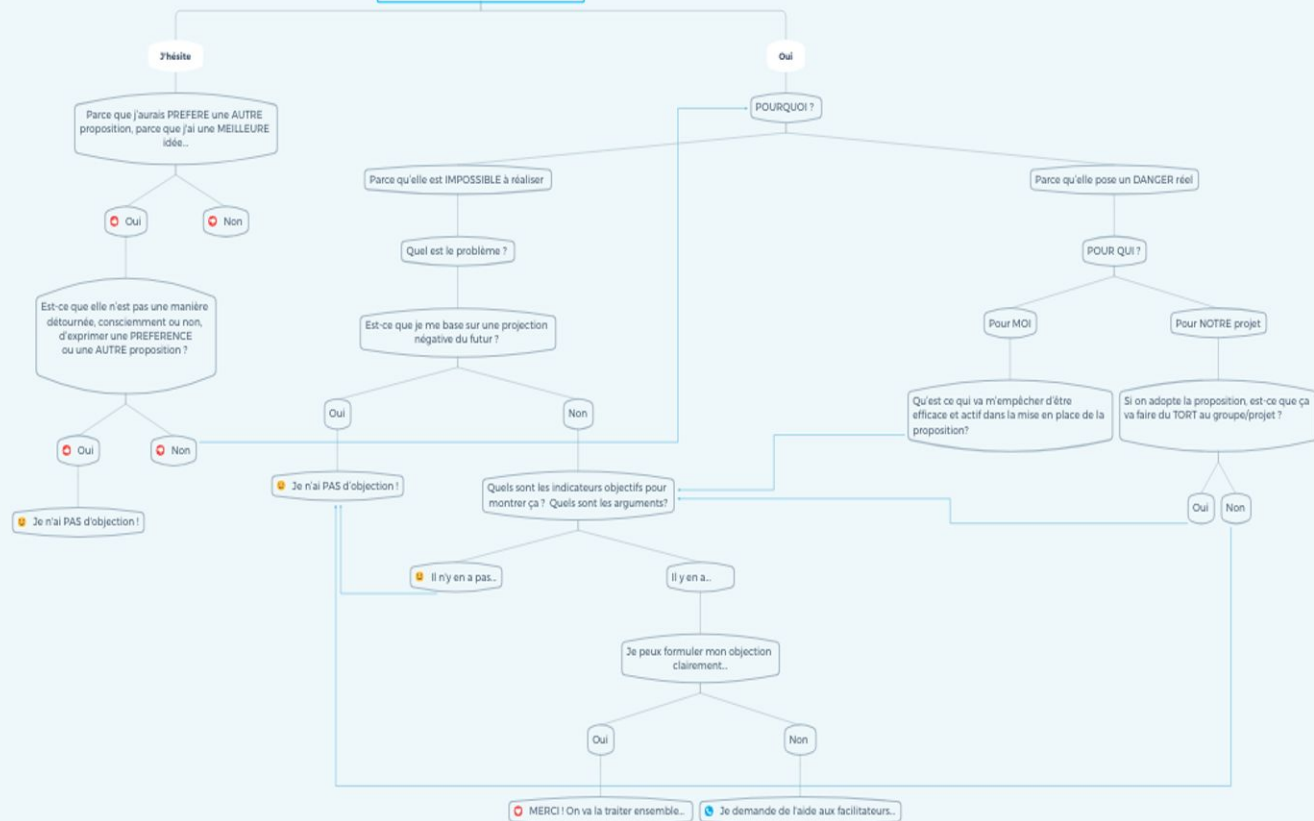 J'hésite
Oui
Parce que j'aurais PREFERE une AUTRE
proposition, parce que j'ai une MEILLEURE
idée...
POURQUOI ?
Parce qu'elle est IMPOSSIBLE à réaliser
Parce qu'elle pose un DANGER réel
Oui
Non
Quel est le problème ?
POUR QUI ?
Est-ce que elle n'est pas une manière
détournée, consciemment ou non,
d'exprimer une PREFERENCE
ou une AUTRE proposition ?
Est-ce que je me base sur une projection
négative du futur ?
Pour MOI
Pour NOTRE projet
Oui
Non
Qu'est ce qui va m'empêcher d'être
efficace et actif dans la mise en place de la
proposition?
Si on adopte la proposition, est-ce que ça
va faire du TORT au groupe/projet ?
Oui
Non
Je n'ai PAS d'objection !
Quels sont les indicateurs objectifs pour
montrer ça ? Quels sont les arguments?
Oui
Non
Je n'ai PAS d'objection !
Il n'y en a pas...
Il y en a...
Je peux formuler mon objection
clairement...
Oui
Non
MERCI ! On va la traiter ensemble...
Je demande de l'aide aux facilitateurs...